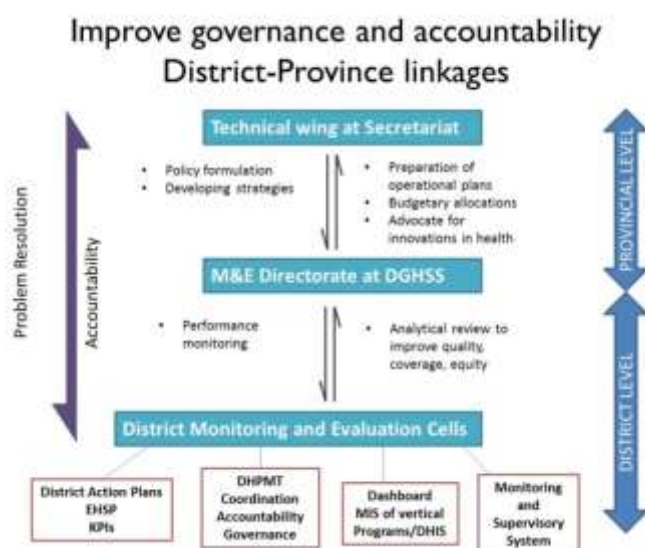 Improve governance and accountability
District-Province linkages
Technical wing at Secretariat
• Policy formulation
• Developing strategies
• Preparation of
operational plans
• Budgetary allocations
• Advocate for
innovations in health
M&E Directorate at DGHSS
• Performance
monitoring
• Analytical review to
improve quality,
coverage, equity
District Monitoring and Evaluation Cells
District Action Plans
EHSP
KPIs
DHPMT
Coordination
Accountability
Governance
Dashboard
MIS of vertical
Programs/DHIS
Monitoring
and
Supervisory
System
Problem Resolution
Accountability
PROVINCIAL LEVEL
DISTRICT LEVEL